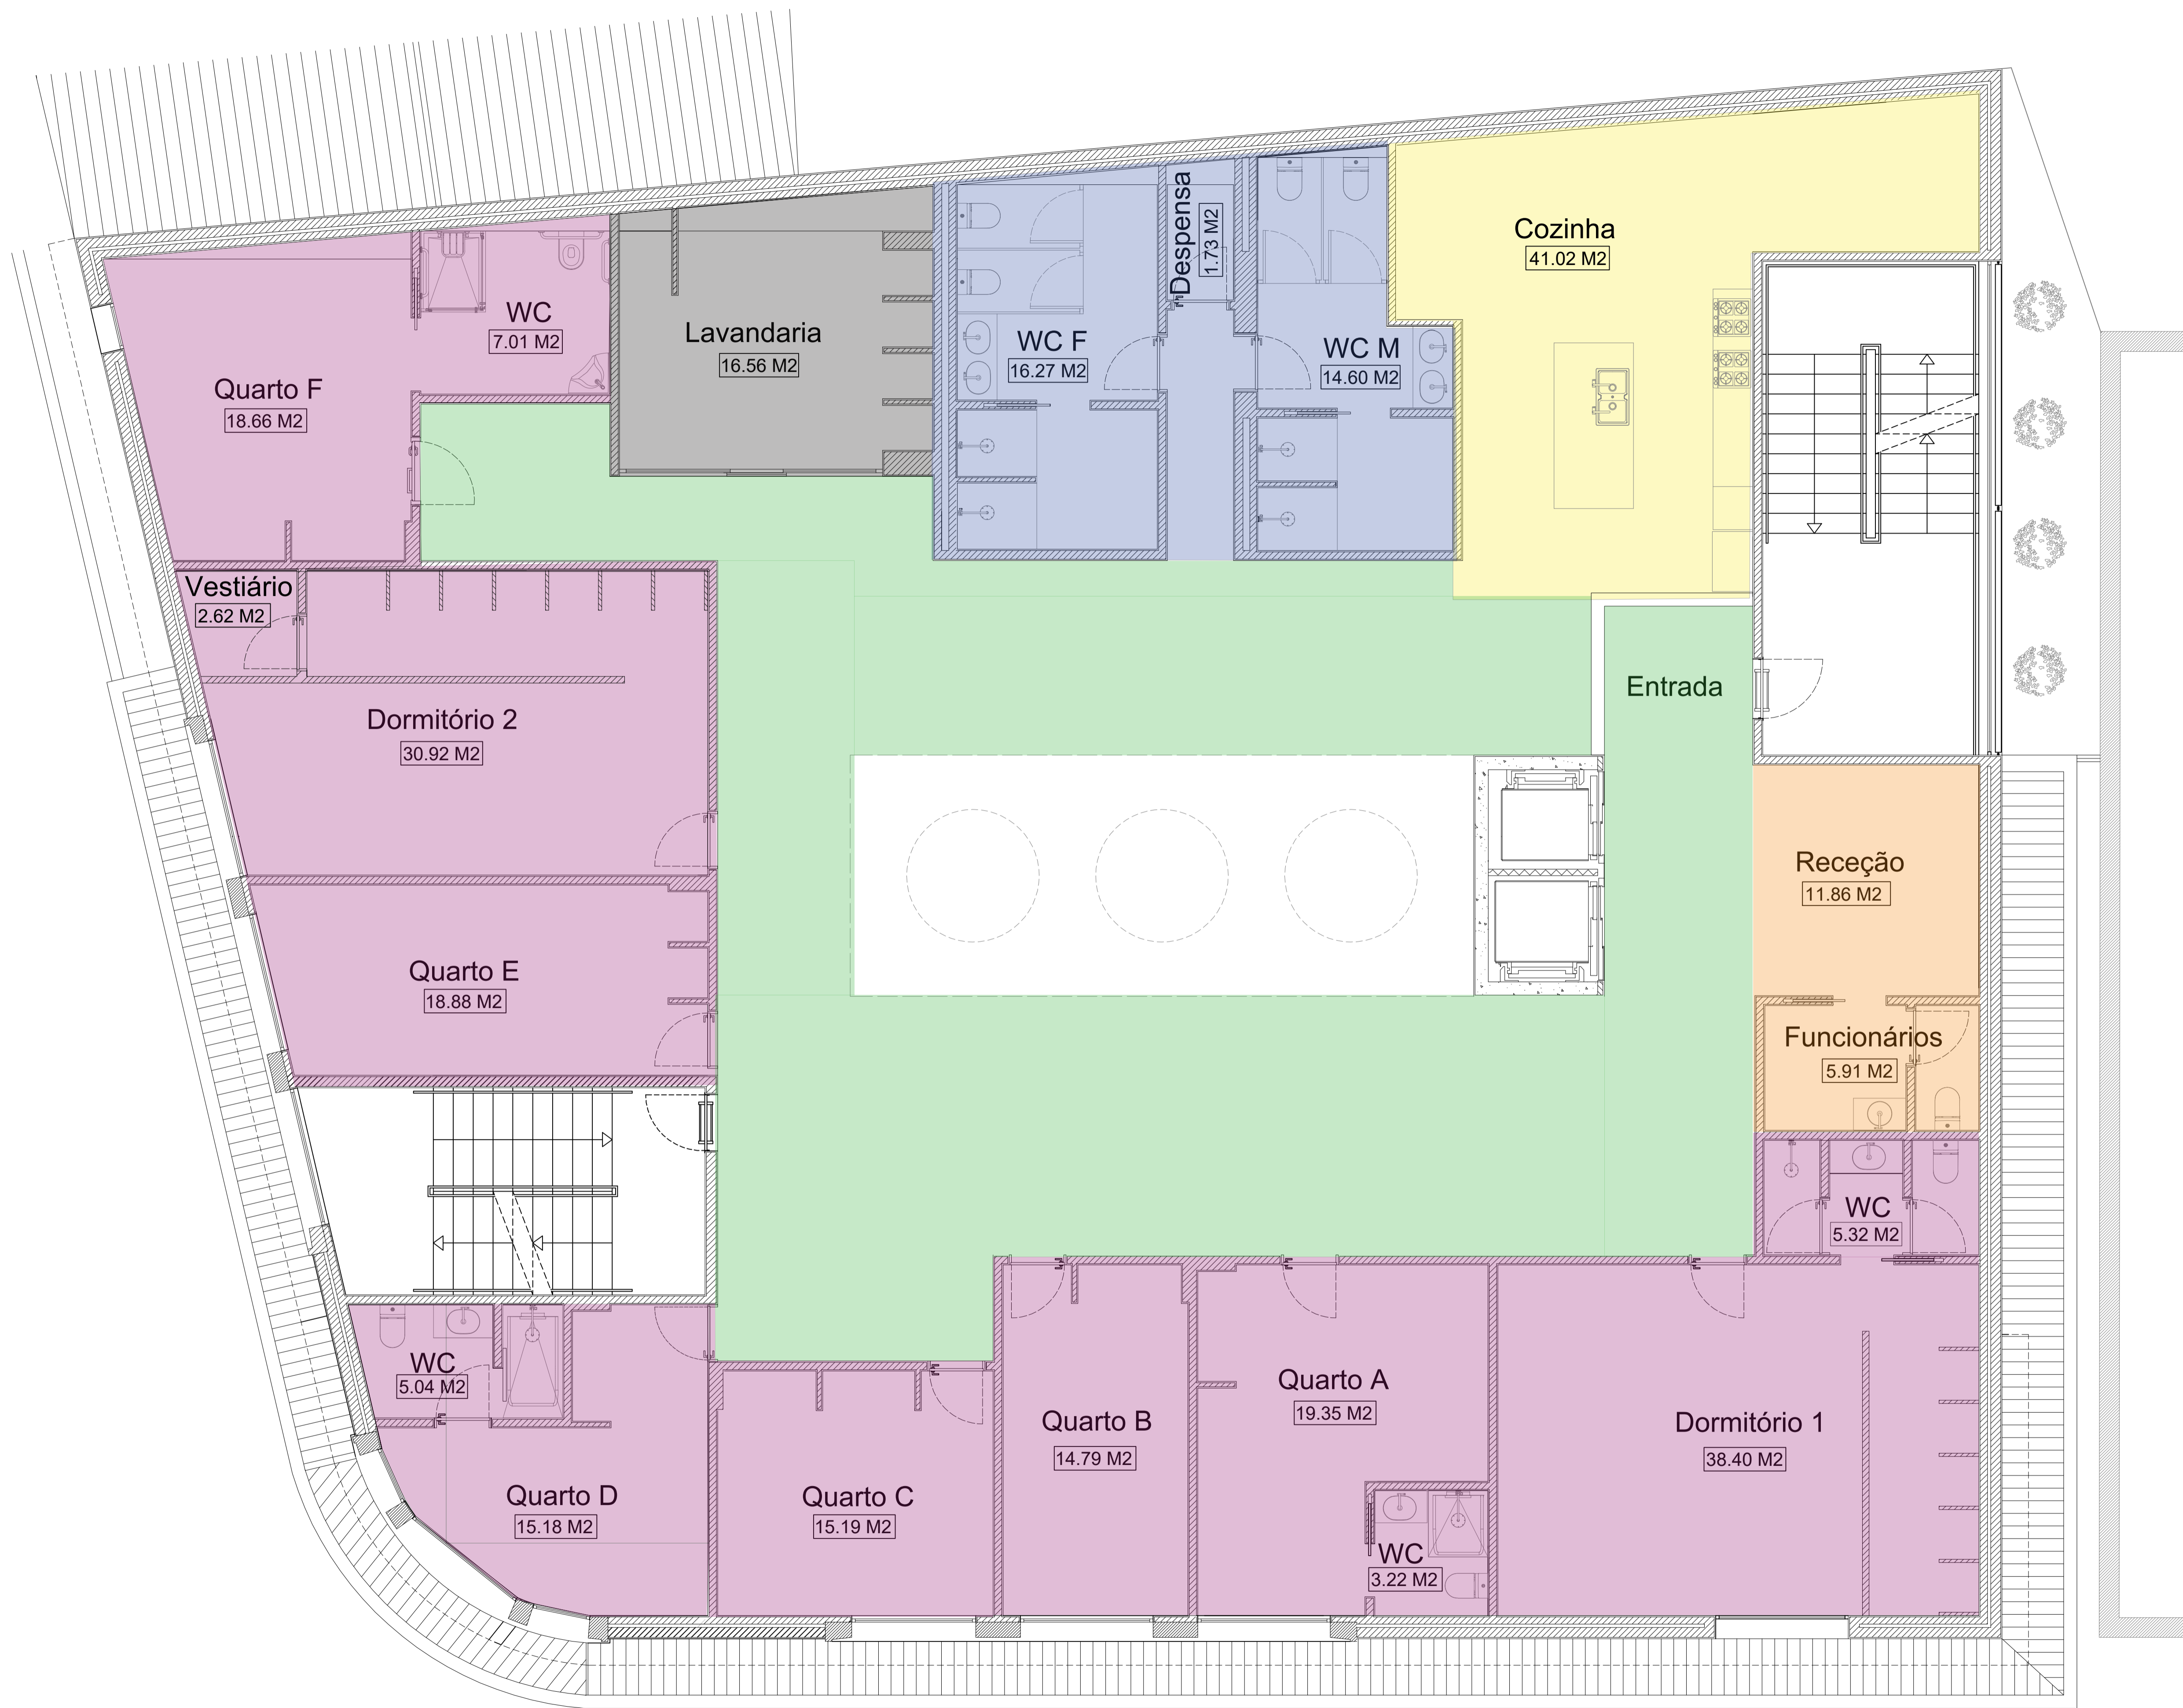 Despensa
1.73 M2
Cozinha
41.02 M2
WC
7.01 M2
Lavandaria
16.56 M2
WC F
16.27 M2
WC M
14.60 M2
Quarto F
18.66 M2
Vestiário
2.62 M2
Entrada
Dormitório 2
30.92 M2
Receção
11.86 M2
Quarto E
18.88 M2
Funcionários
5.91 M2
WC
5.32 M2
WC
5.04 M2
Quarto A
19.35 M2
Quarto B
14.79 M2
Dormitório 1
38.40 M2
Quarto D
15.18 M2
Quarto C
15.19 M2
WC
3.22 M2